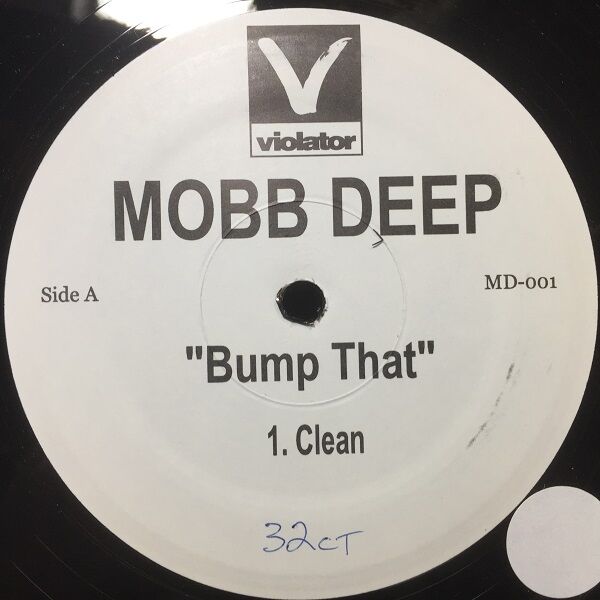 V
violator
MOBB DEEP
Side A
MD-001
"Bump That"
1. Clean
32CT